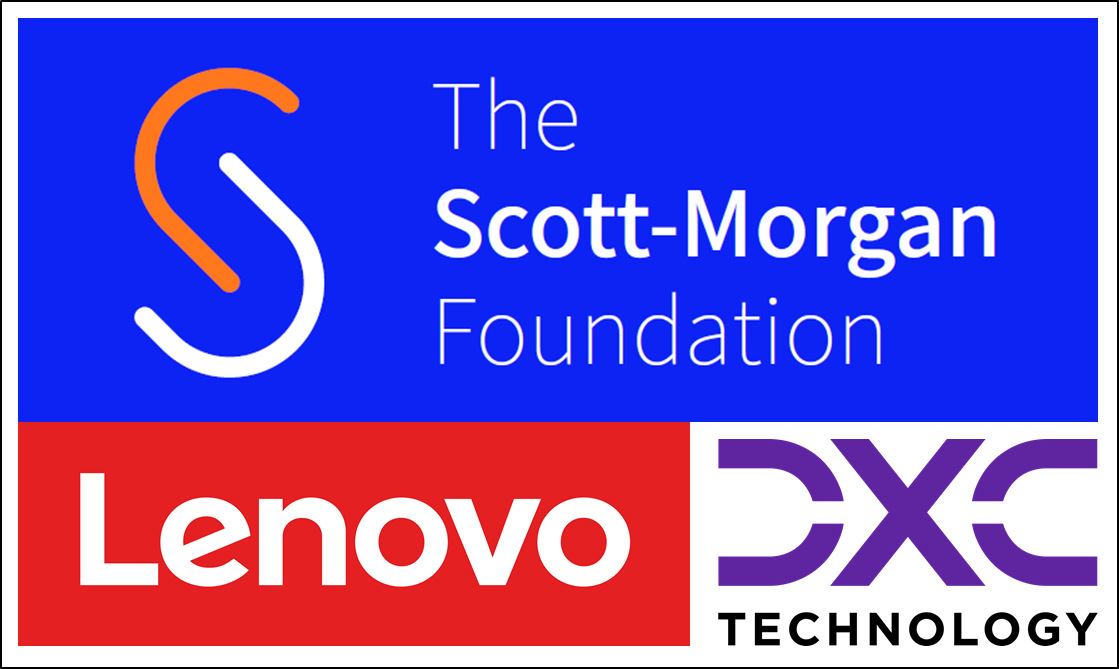 The
Scott-Morgan
Foundation
Lenovo
DXC
TECHNOLOGY